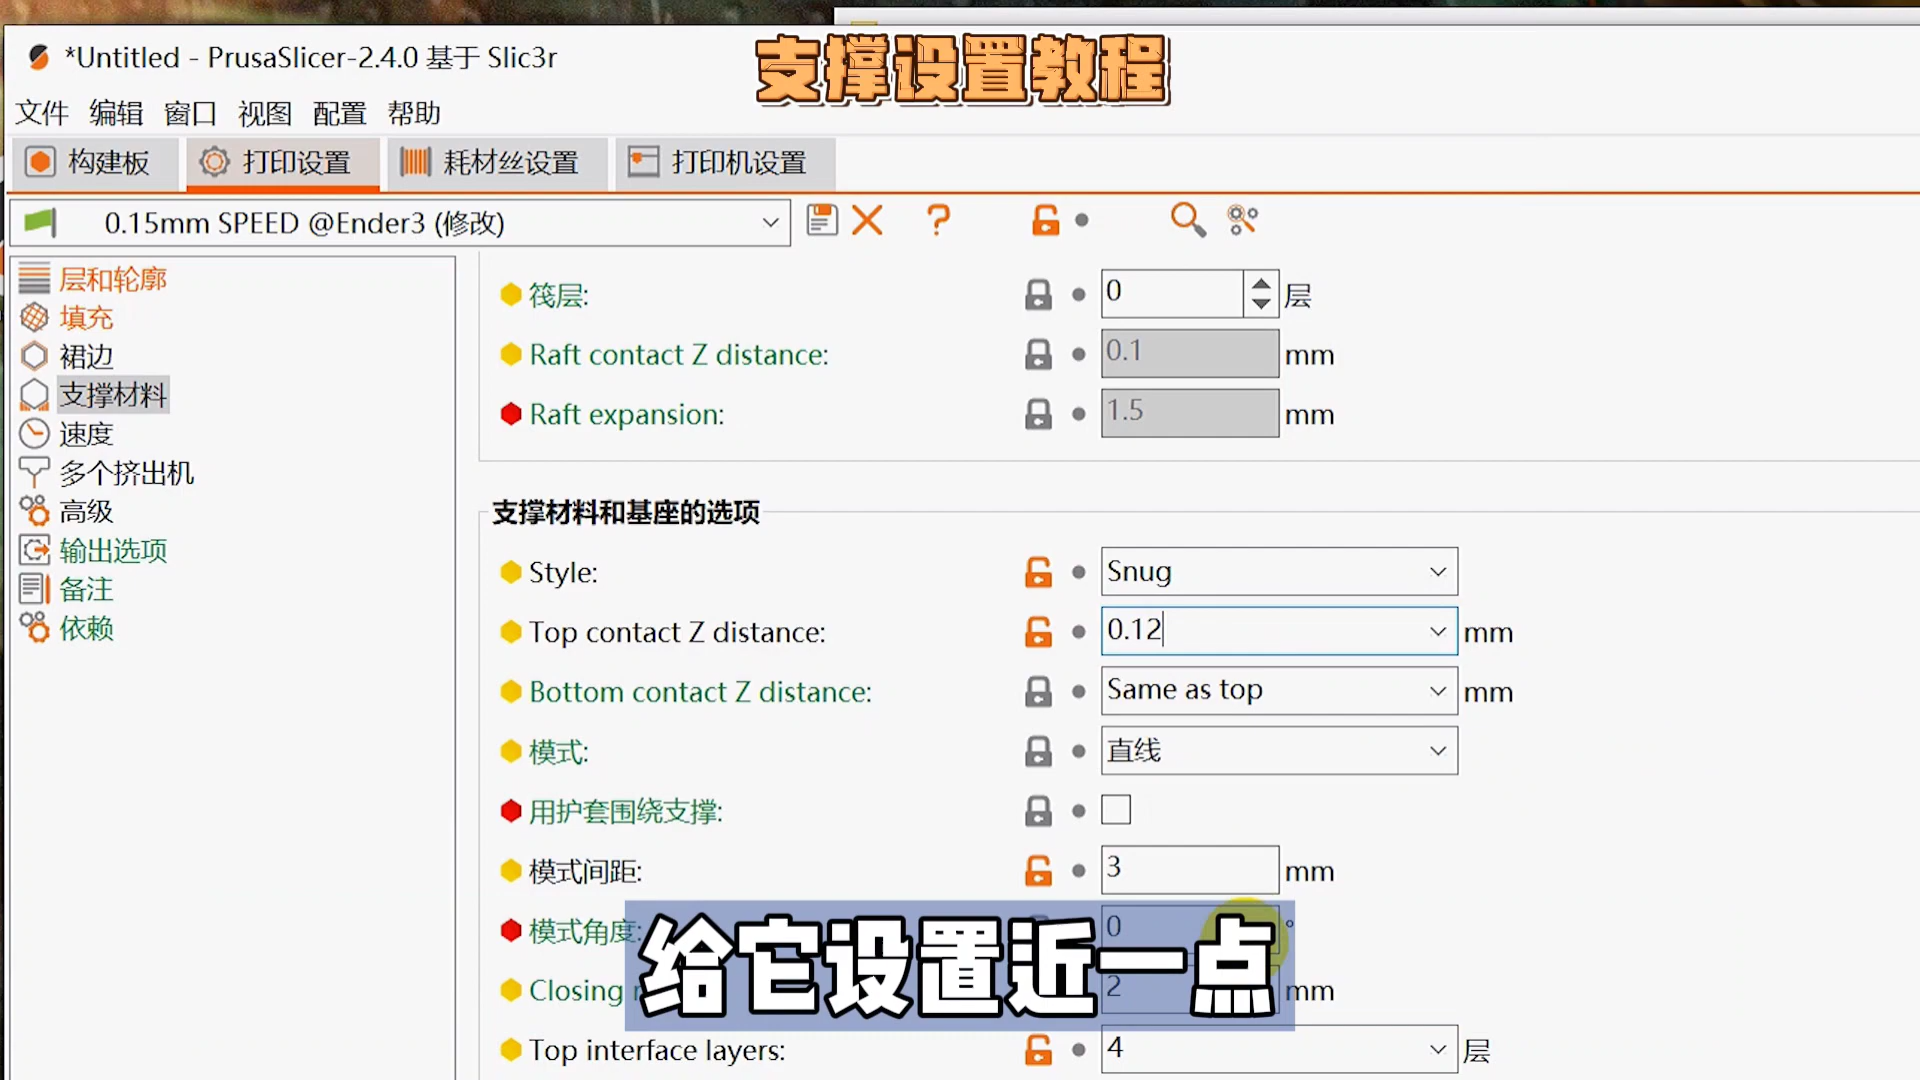 *Untitled - PrusaSlicer-2.4.0 基于 Slic3r
支撑设置教程
文件 编辑 窗口 视图 配置 帮助
构建板 打印设置 耗材丝设置 打印机设置
0.15mm SPEED @Ender3 (修改)
层和轮廓
填充
裙边
支撑材料
速度
多个挤出机
高级
输出选项
备注
依赖
筏层: 0 层
Raft contact Z distance: 0.1 mm
Raft expansion: 1.5 mm
支撑材料和基座的选项
Style: Snug
Top contact Z distance: 0.12 mm
Bottom contact Z distance: Same as top mm
模式: 直线
用护套围绕支撑:
模式间距: 3 mm
模式角度: 0 °
Closing 2 mm
给它设置近一点
Top interface layers: 4 层